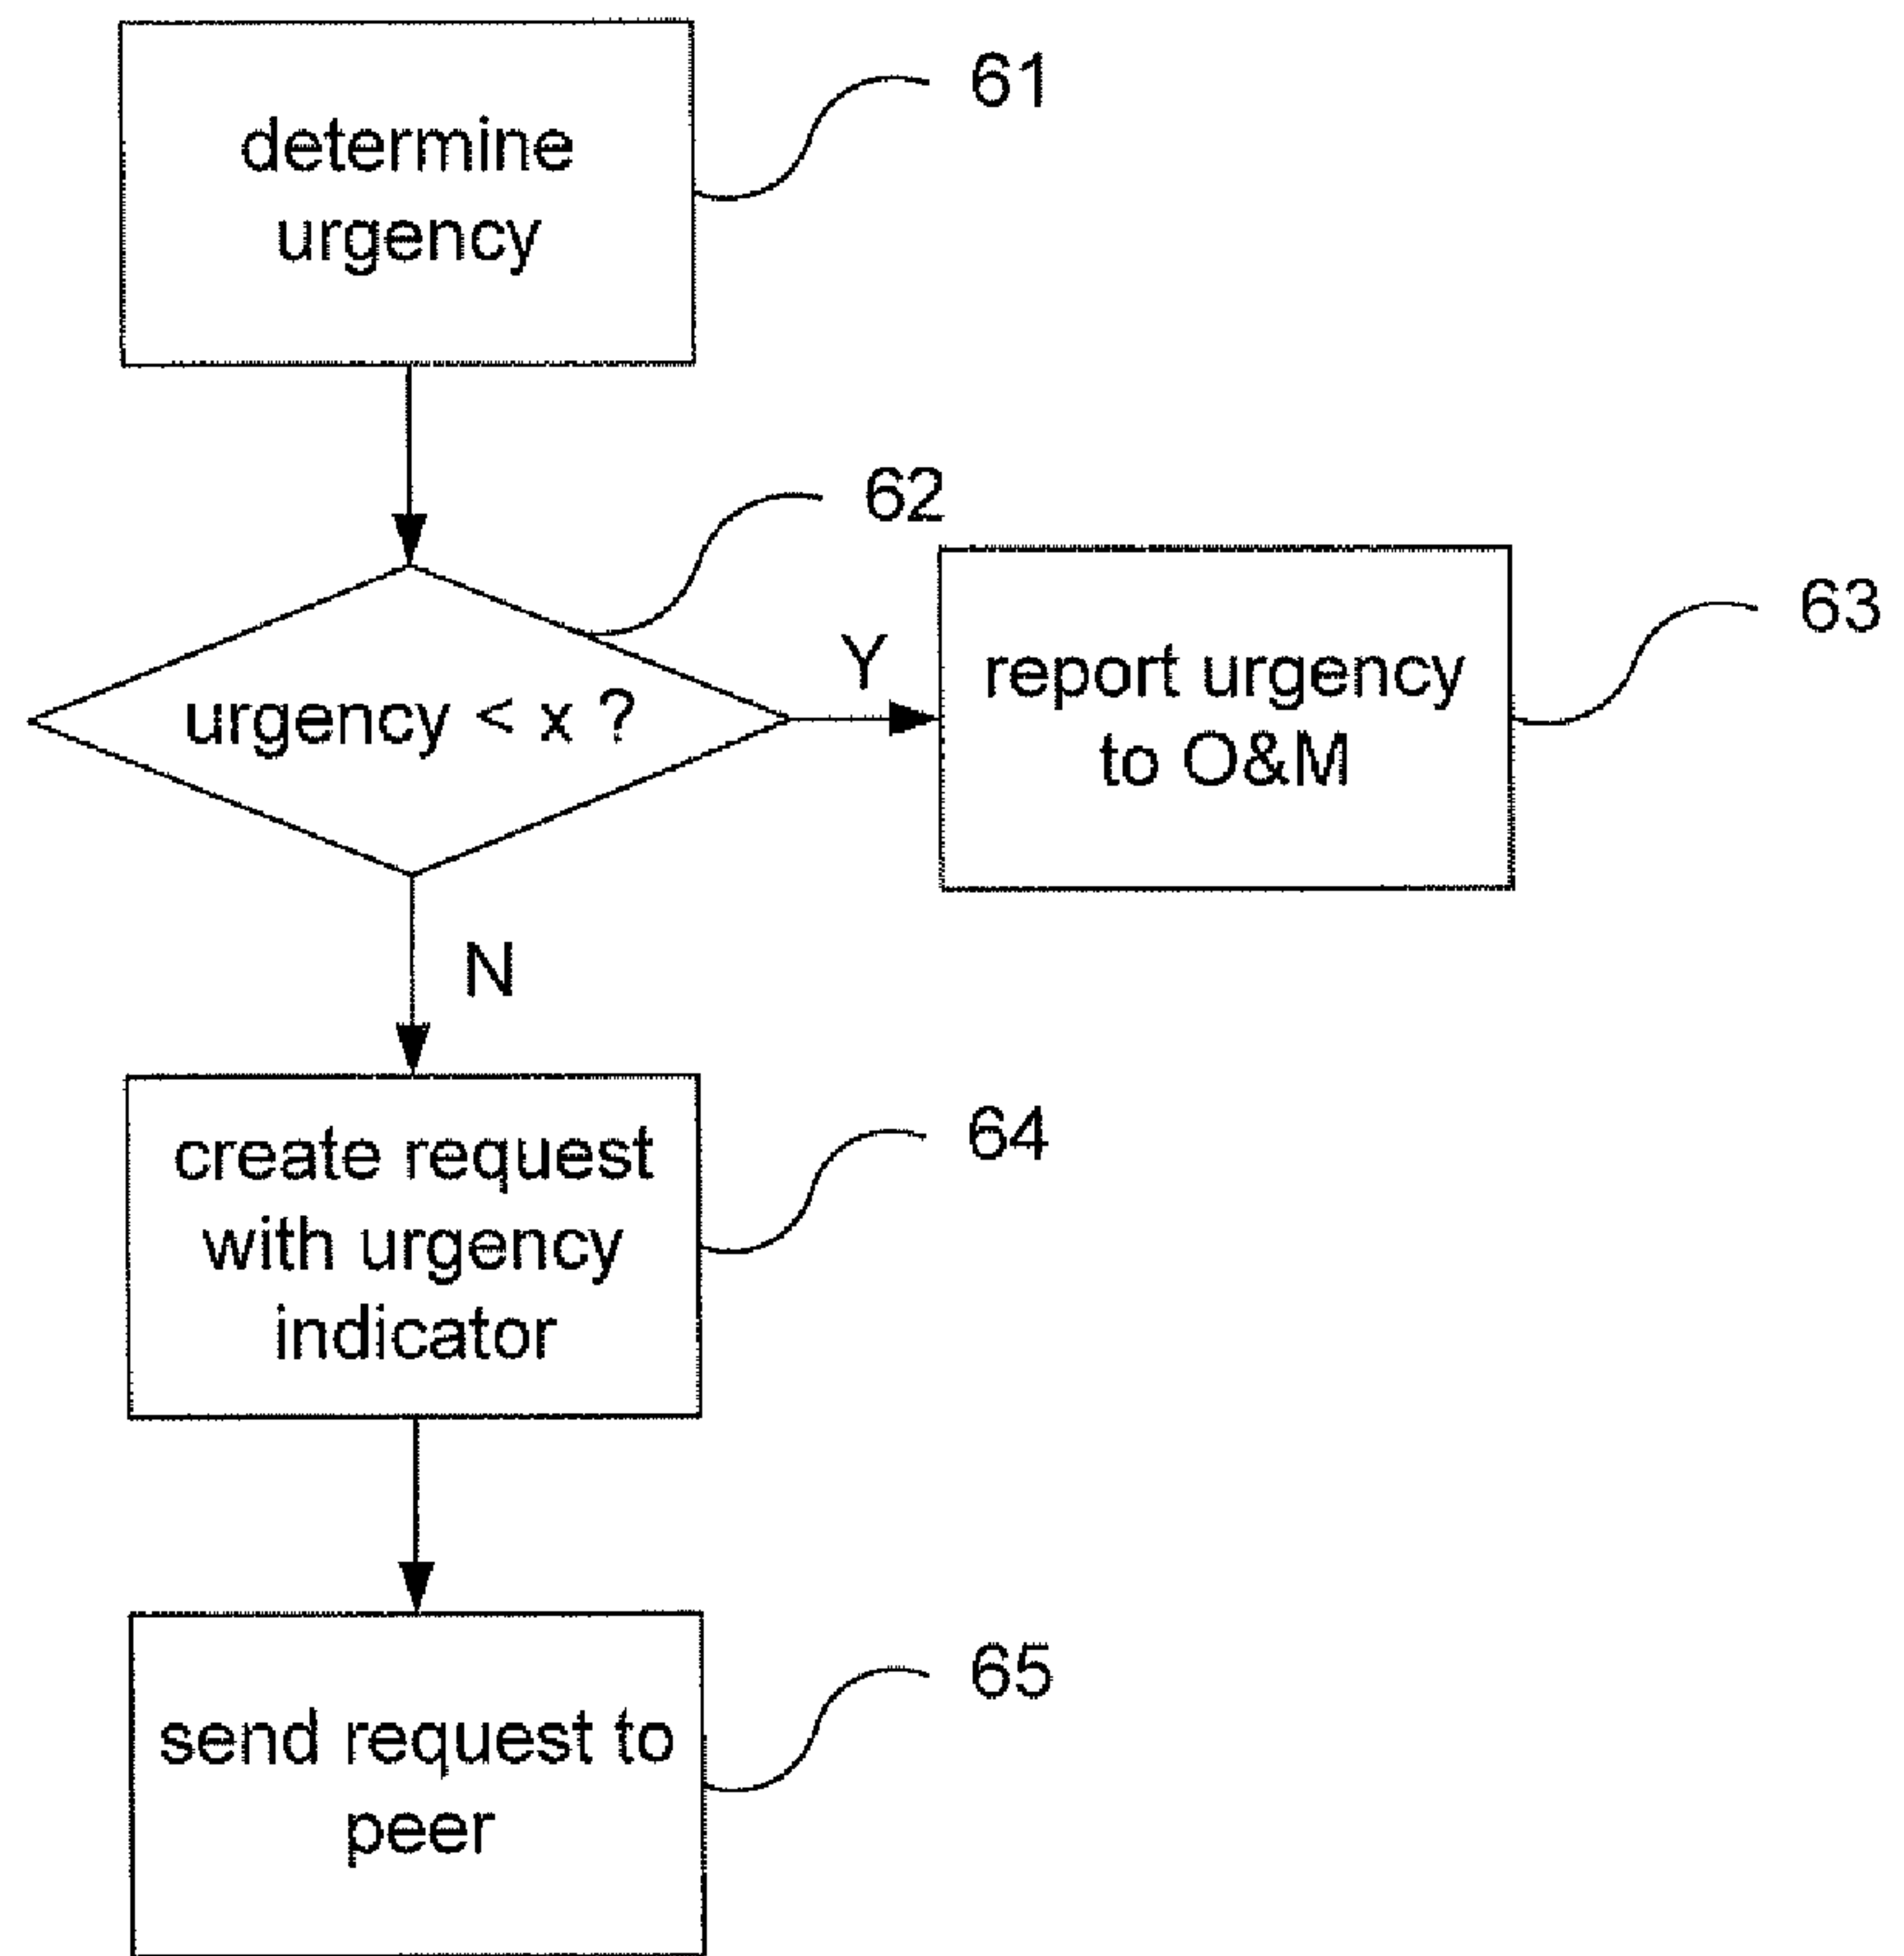 determine
urgency
61
62
urgency < x ?
Y
report urgency
to O&M
63
N
create request
with urgency
indicator
64
send request to
peer
65